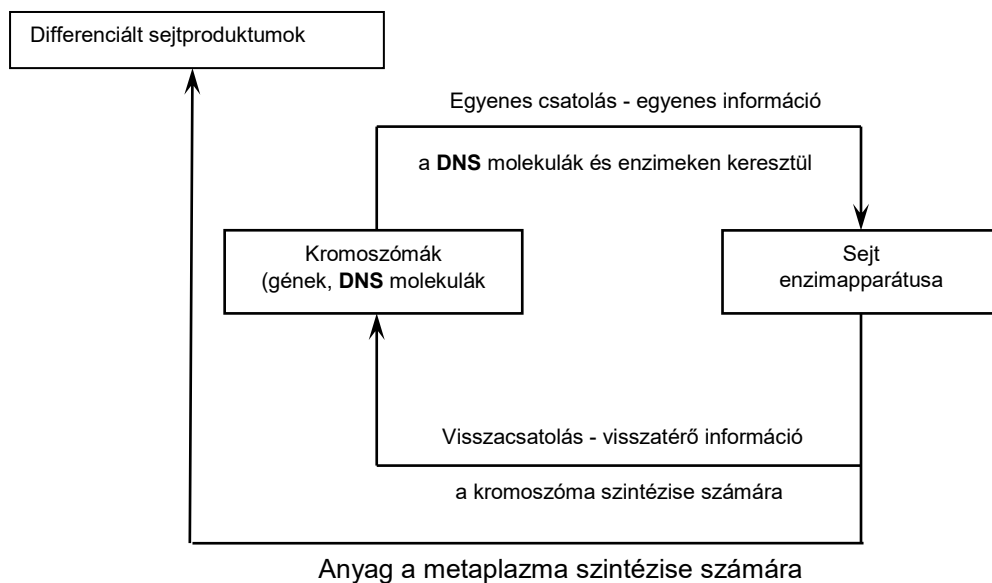 Differenciált sejtproduktumok
Egyenes csatolás - egyenes információ
a DNS molekulák és enzimeken keresztül
Kromoszómák
(gének, DNS molekulák
Sejt
enzimapparátusa
Visszacsatolás - visszatérő információ
a kromoszóma szintézise számára
Anyag a metaplazma szintézise számára